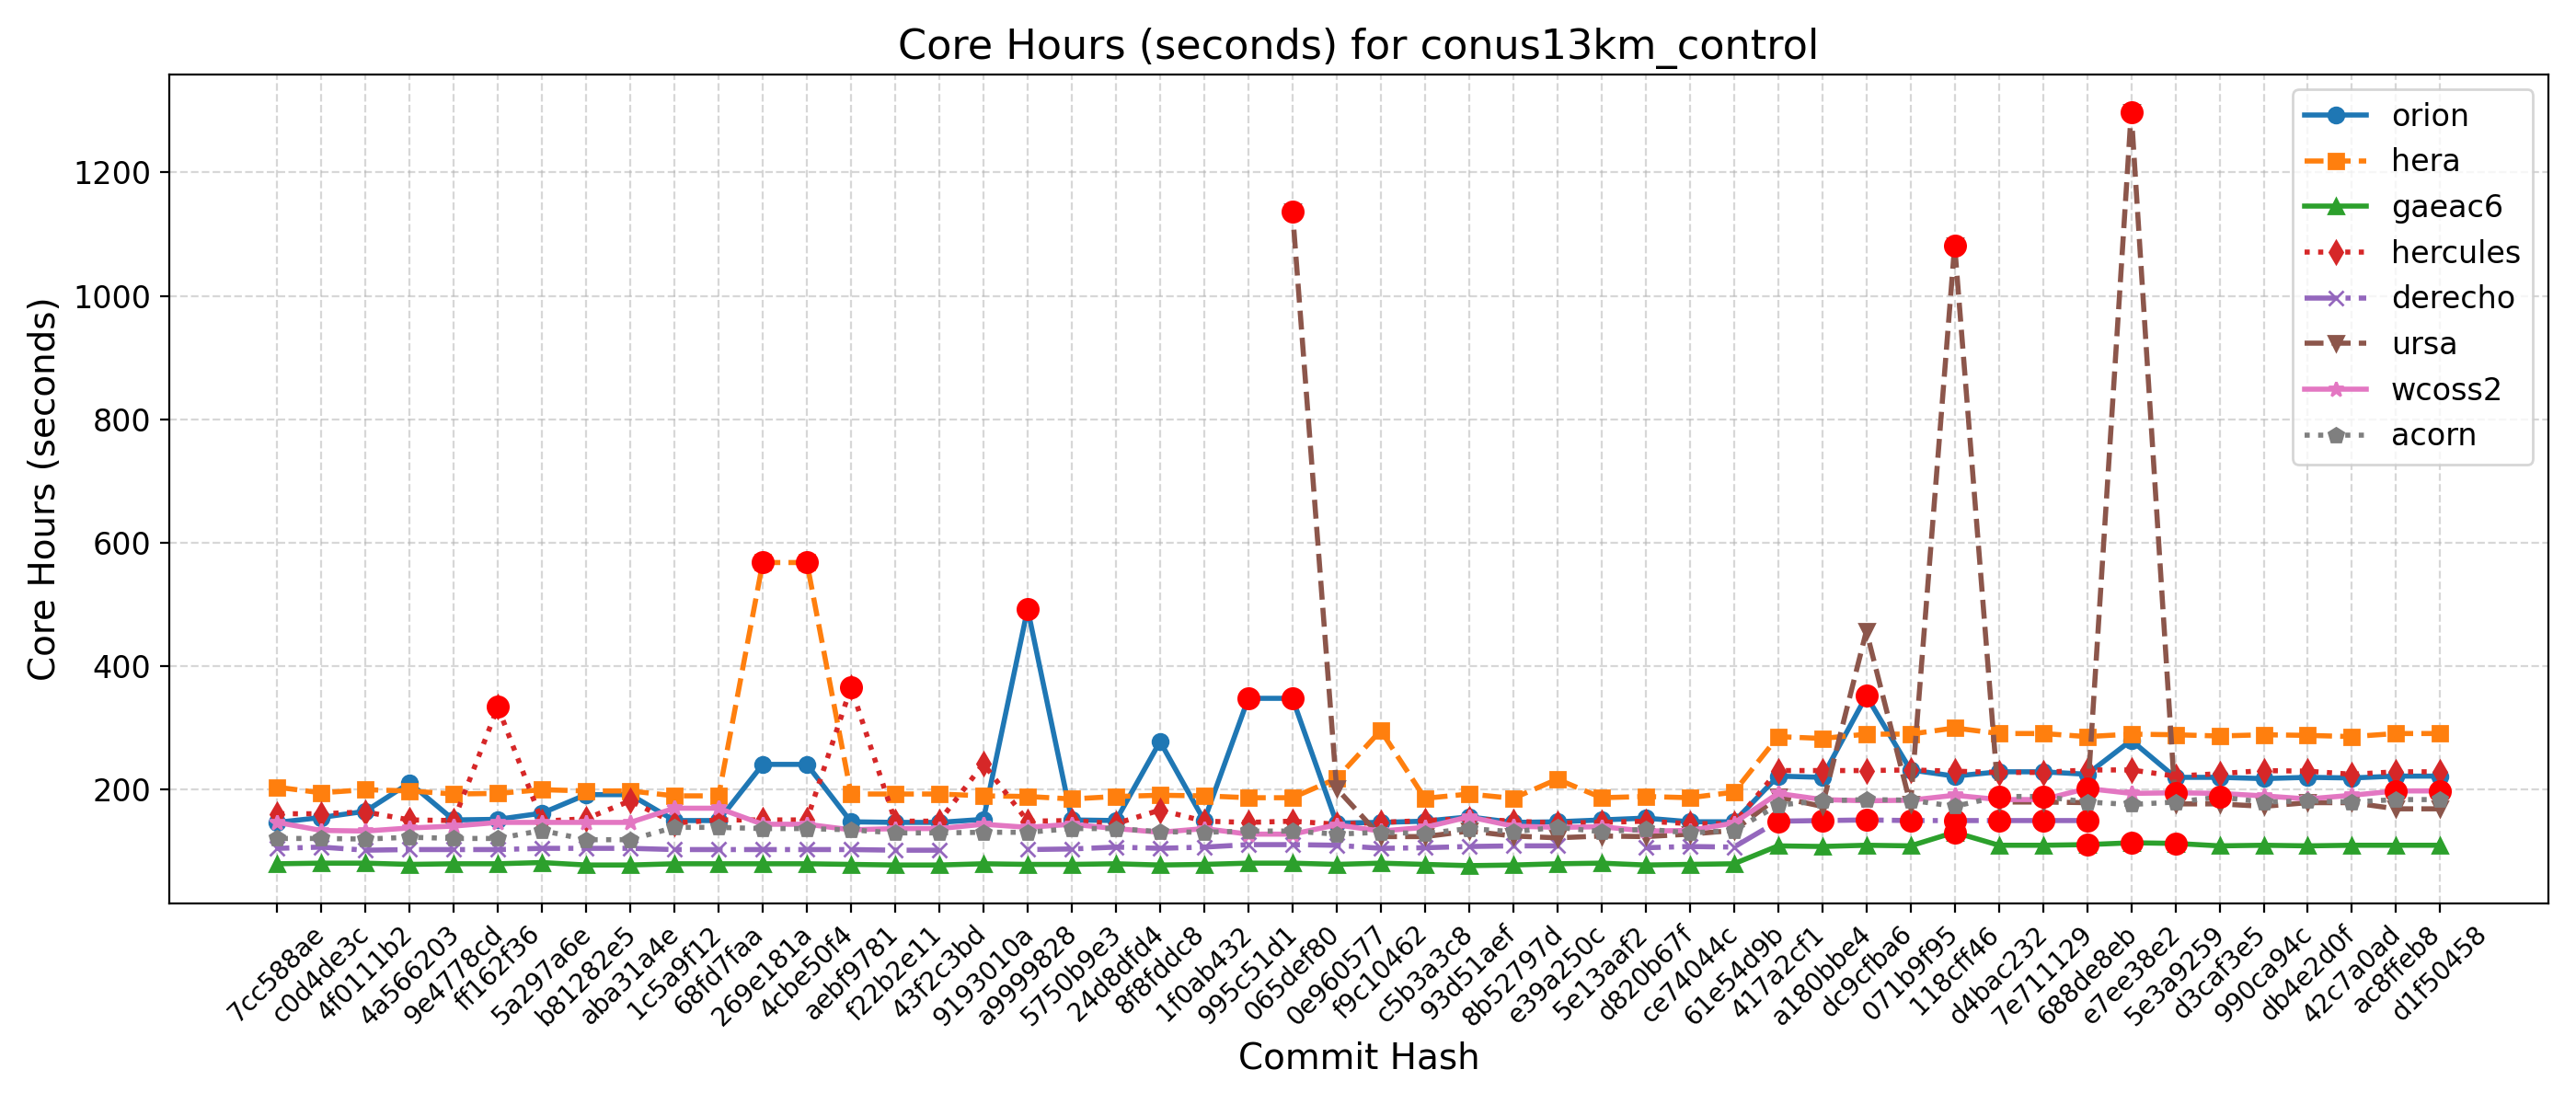 Core Hours (seconds) for conus13km_control
Core Hours (seconds)
1200
1000
800
600
400
200
orion
hera
gaeac6
hercules
derecho
ursa
wcoss2
acorn
7cc588ae
c0d4de3c
4f0111b2
4a566203
9e4778cd
ff162f36
5a297a6e
b81282e5
aba31a4e
1c5a9f12
68fd7faa
269e181a
4cbe50f4
aebf9781
f22b2e11
43f2c3bd
9193010a
a9999828
5750b9e3
24d8dfd4
8f8fddc8
1f0ab432
995c51d1
065def80
0e960577
f9c10462
c5b3a3c8
93d51aef
8b52797d
e39a250c
5e13aaf2
d820b67f
ce74044c
61e54d9b
417a2cf1
a180bbe4
dc9cfba6
071b9f95
118cff46
d4bac232
7e711129
688de8eb
e7ee38e2
5e3a9259
d3caf3e5
990ca94c
db4e2d0f
42c7a0ad
ac8ffeb8
d1f50458
Commit Hash